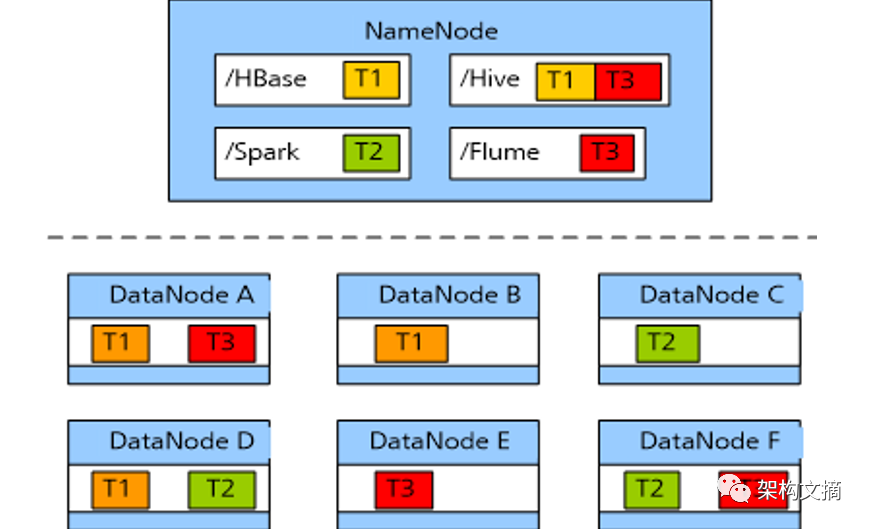 NameNode
/HBase T1 /Hive T1 T3
/Spark T2 /Flume T3
DataNode A DataNode B DataNode C
T1 T3 T1 T2
DataNode D DataNode E DataNode F
T1 T2 T3 T2 架构文摘